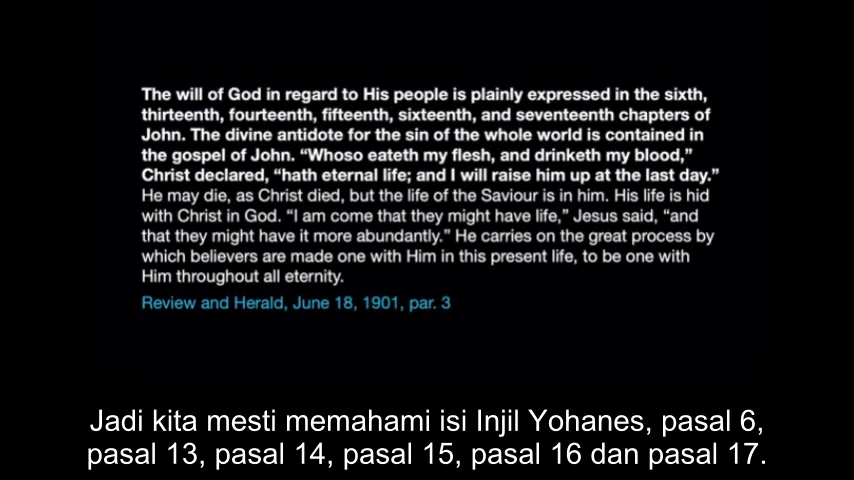 The will of God in regard to His people is plainly expressed in the sixth,
thirteenth, fourteenth, fifteenth, sixteenth, and seventeenth chapters of
John. The divine antidote for the sin of the whole world is contained in
the gospel of John. “Whoso eateth my flesh, and drinketh my blood,”
Christ declared, “hath eternal life; and I will raise him up at the last day.”
He may die, as Christ died, but the life of the Saviour is in him. His life is hid
with Christ in God. “I am come that they might have life,” Jesus said, “and
that they might have it more abundantly.” He carries on the great process by
which believers are made one with Him in this present life, to be one with
Him throughout all eternity.
Review and Herald, June 18, 1901, par. 3
Jadi kita mesti memahami isi Injil Yohanes, pasal 6,
pasal 13, pasal 14, pasal 15, pasal 16 dan pasal 17.